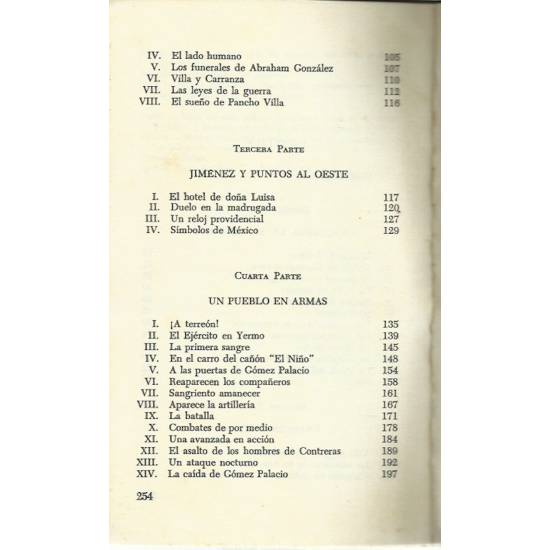 IV. El lado humano 105
V. Los funerales de Abraham González 107
VI. Villa y Carranza 110
VII. Las leyes de la guerra 112
VIII. El sueño de Pancho Villa 116
TERCERA PARTE
JIMÉNEZ Y PUNTOS AL OESTE
I. El hotel de doña Luisa 117
II. Duelo en la madrugada 120
III. Un reloj providencial 127
IV. Símbolos de México 129
CUARTA PARTE
UN PUEBLO EN ARMAS
I. ¡A terreón! 135
II. El Ejército en Yermo 139
III. La primera sangre 145
IV. En el carro del cañón "El Niño" 148
V. A las puertas de Gómez Palacio 154
VI. Reaparecen los compañeros 158
VII. Sangriento amanecer 161
VIII. Aparece la artillería 167
IX. La batalla 171
X. Combates de por medio 178
XI. Una avanzada en acción 184
XII. El asalto de los hombres de Contreras 189
XIII. Un ataque nocturno 192
XIV. La caída de Gómez Palacio 197
254